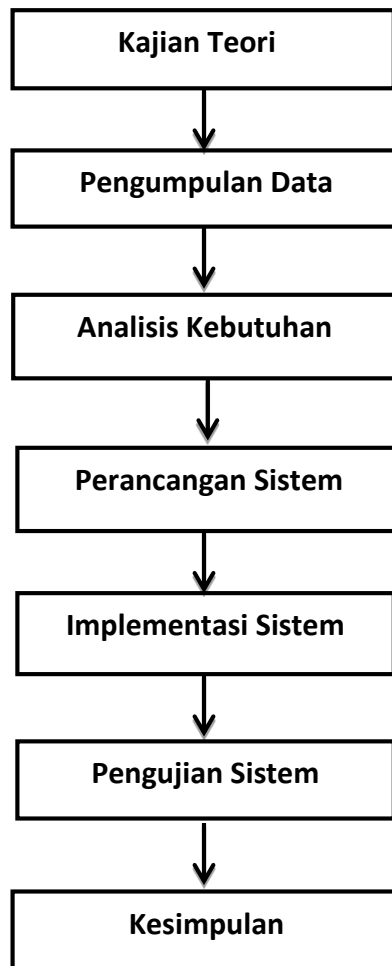 Kajian Teori
Pengumpulan Data
Analisis Kebutuhan
Perancangan Sistem
Implementasi Sistem
Pengujian Sistem
Kesimpulan